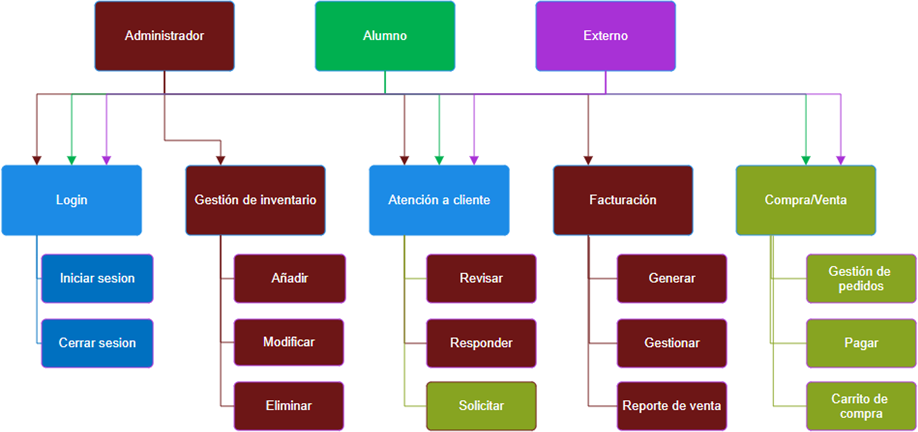 Administrador
Alumno
Externo
Login
Gestión de inventario
Atención a cliente
Facturación
Compra/Venta
Iniciar sesion
Añadir
Revisar
Generar
Gestión de
pedidos
Cerrar sesion
Modificar
Responder
Gestionar
Pagar
Eliminar
Solicitar
Reporte de venta
Carrito de
compra